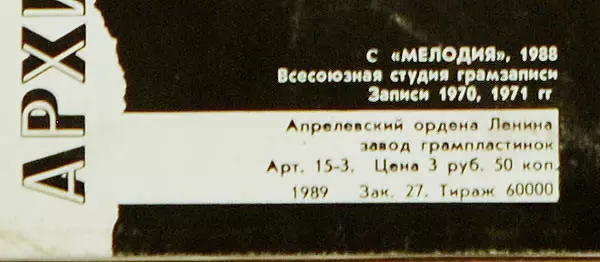 АРХИ
С «МЕЛОДИЯ», 1988
Всесоюзная студия грамзаписи
Записи 1970, 1971 гг
Апрелевский ордена Ленина
завод грампластинок
Арт. 15-3. Цена 3 руб. 50 коп.
1989 Зак. 27. Тираж 60000